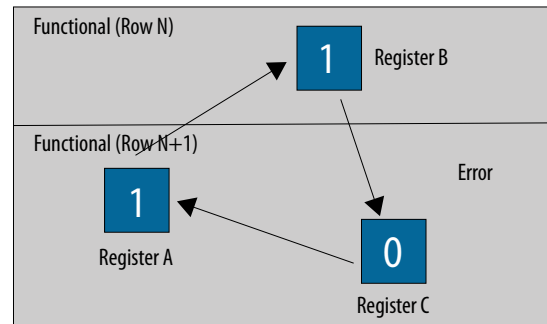 Functional (Row N)
1
Register B
Functional (Row N+1)
1
Error
Register A
0
Register C